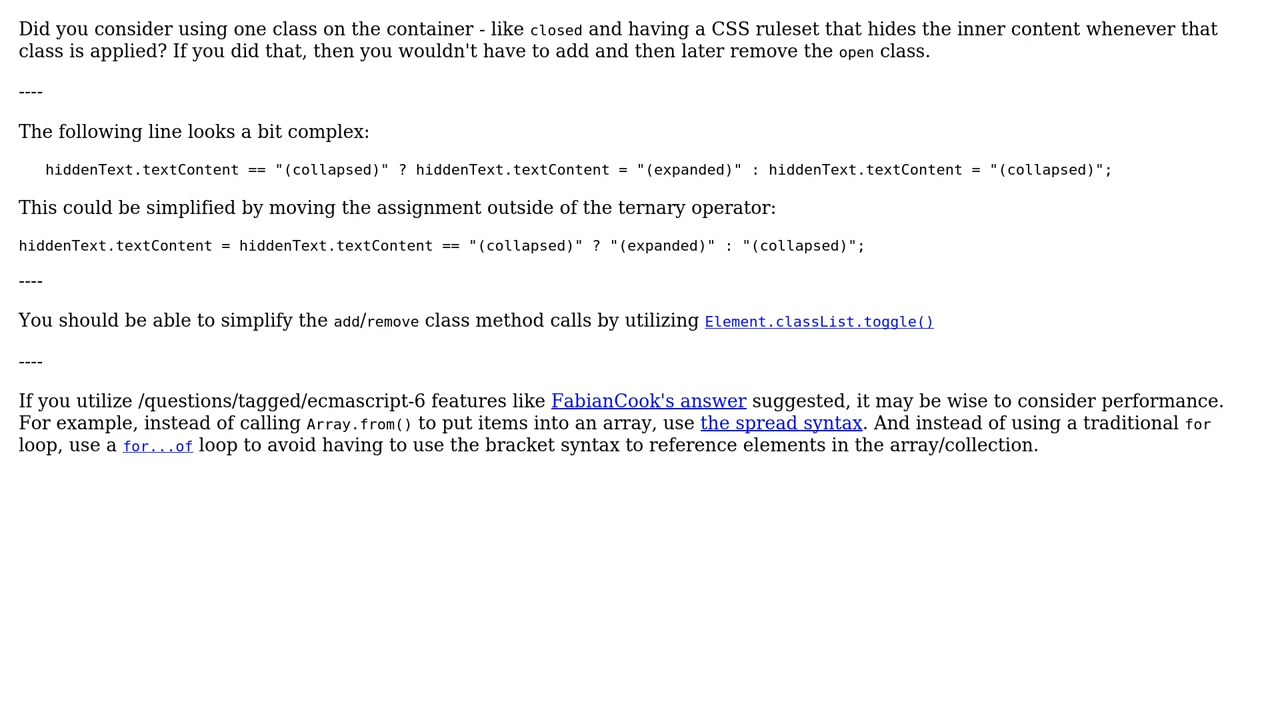 Did you consider using one class on the container - like closed and having a CSS ruleset that hides the inner content whenever that
class is applied? If you did that, then you wouldn't have to add and then later remove the open class.
----
The following line looks a bit complex:
hiddenText.textContent == "(collapsed)" ? hiddenText.textContent = "(expanded)" : hiddenText.textContent = "(collapsed)";
This could be simplified by moving the assignment outside of the ternary operator:
hiddenText.textContent = hiddenText.textContent == "(collapsed)" ? "(expanded)" : "(collapsed)";
----
You should be able to simplify the add/remove class method calls by utilizing Element.classList.toggle()
----
If you utilize /questions/tagged/ecmascript-6 features like FabianCook's answer suggested, it may be wise to consider performance.
For example, instead of calling Array.from() to put items into an array, use the spread syntax. And instead of using a traditional for
loop, use a for...of loop to avoid having to use the bracket syntax to reference elements in the array/collection.